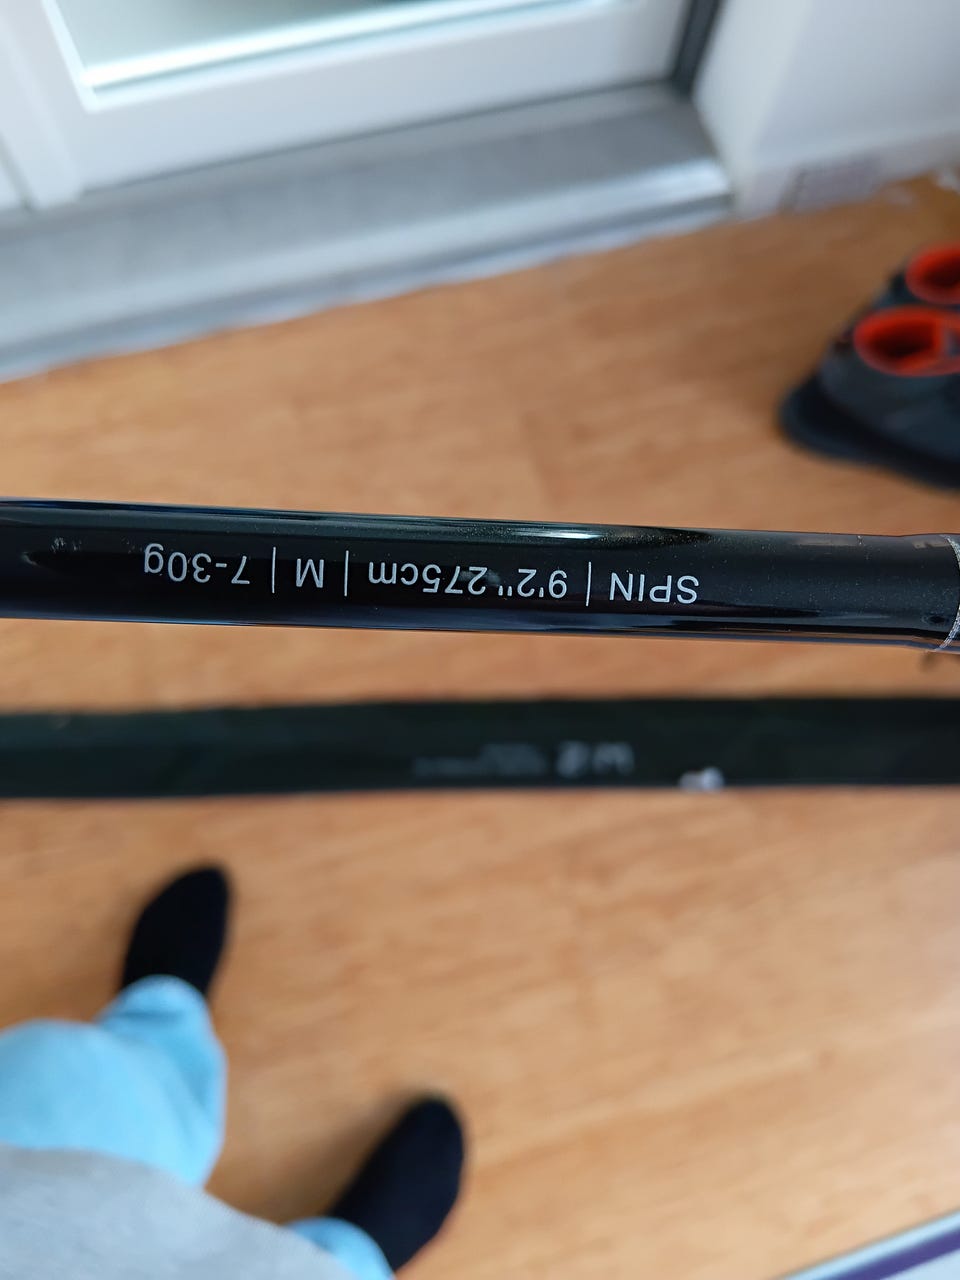 SPIN | 9'2" 275cm | M | 7-30g